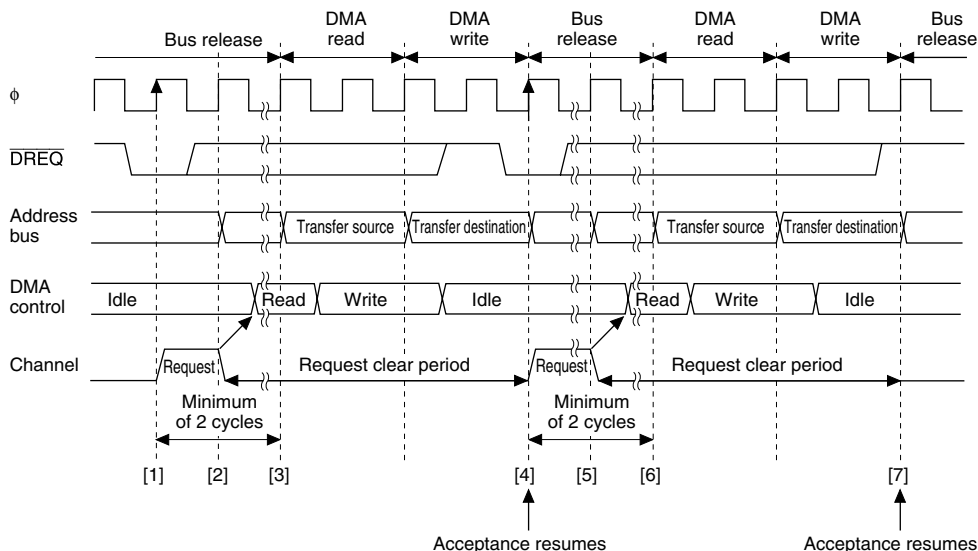 Bus release
DMA
read
DMA
write
Bus
release
DMA
read
DMA
write
Bus
release
ϕ
DREQ
Address
bus
Transfer source
Transfer destination
Transfer source
Transfer destination
DMA
control
Idle
Read
Write
Idle
Read
Write
Idle
Channel
Request
Request clear period
Request
Request clear period
Minimum
of 2 cycles
Minimum
of 2 cycles
[1]
[2]
[3]
[4]
[5]
[6]
[7]
Acceptance resumes
Acceptance resumes